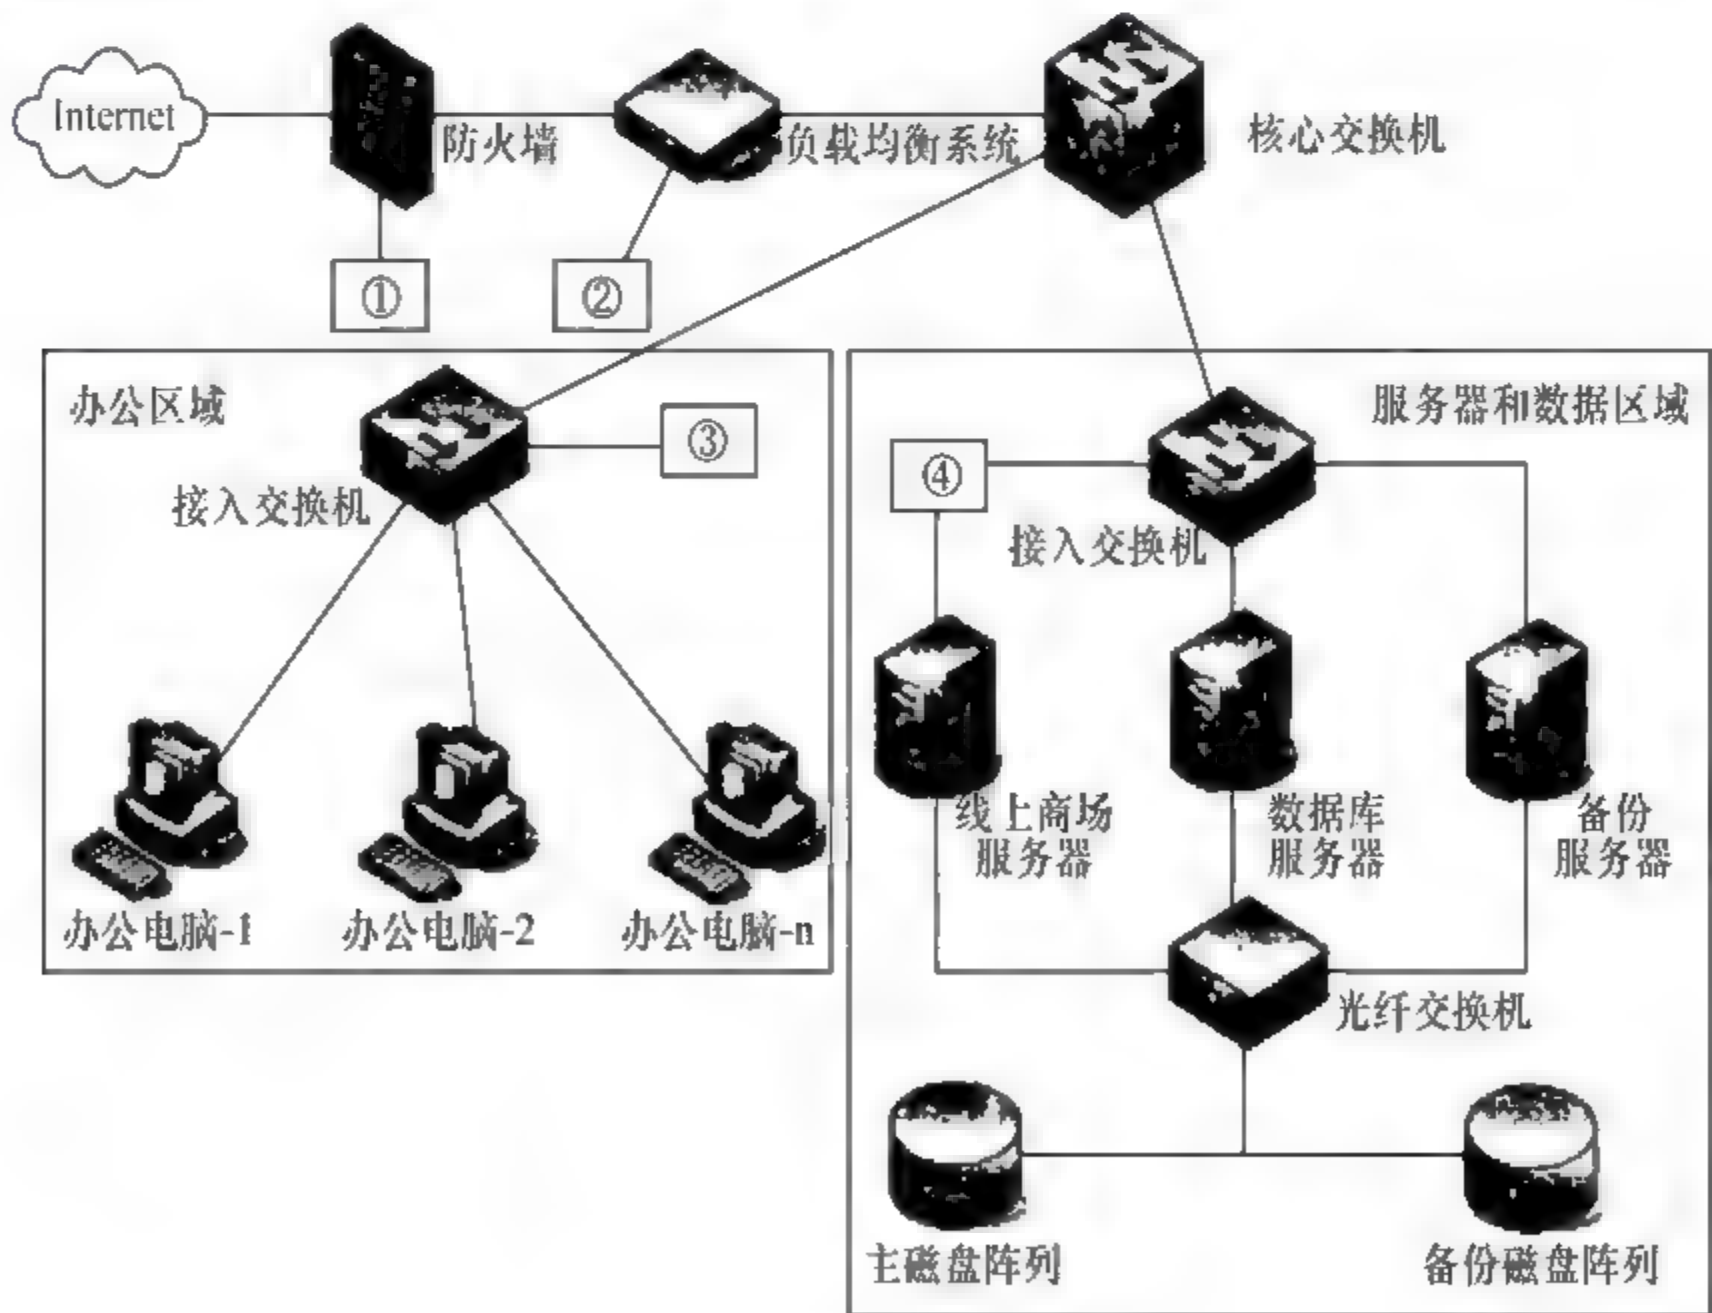 Internet
防火墙
负载均衡系统
核心交换机
①
②
办公区域
③
接入交换机
办公电脑-1
办公电脑-2
办公电脑-n
服务器和数据区域
④
接入交换机
线上商场
服务器
数据库
服务器
备份
服务器
光纤交换机
主磁盘阵列
备份磁盘阵列